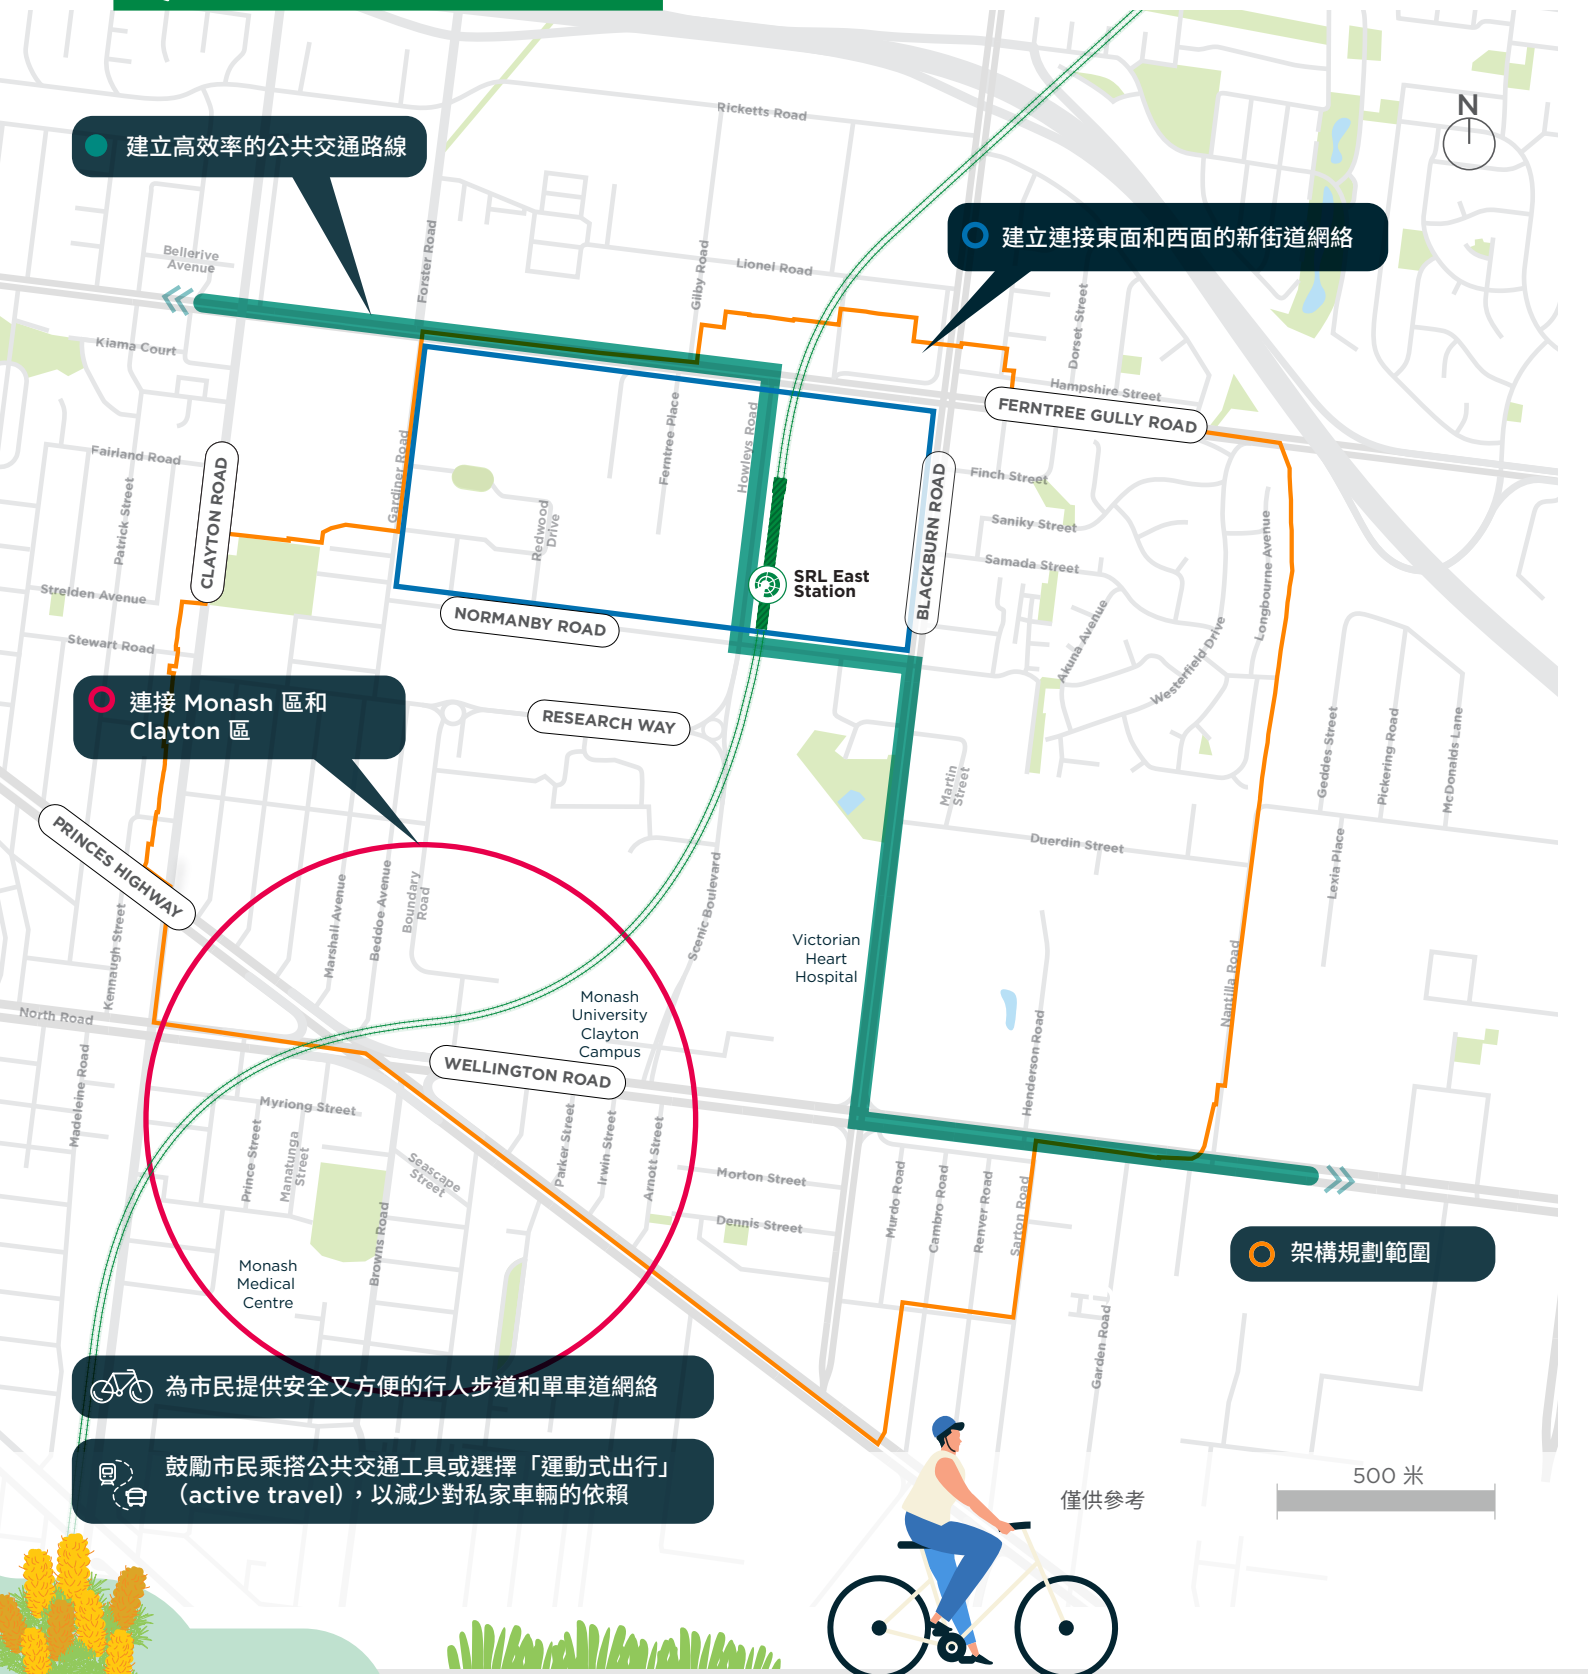 Ricketts Road
N
建立高效率的公共交通路線
建立連接東面和西面的新街道網絡
Bellerive
Avenue
Forster Road
Gilby Road
Lionel Road
Dorset Street
Kiama Court
Hampshire Street
FERNTREE GULLY ROAD
Fairland Road
Patrick Street
CLAYTON ROAD
Gardiner Road
Ferntree Place
Howleys Road
Redwood
Drive
BLACKBURN ROAD
Finch Street
Saniky Street
Samada Street
Longbourne Avenue
SRL East
Station
Strelden Avenue
Stewart Road
NORMANBY ROAD
Akuna Avenue
Westerfield Drive
連接 Monash 區和
Clayton 區
RESEARCH WAY
Martin
Street
Geddes Street
Pickering Road
McDonalds Lane
PRINCES HIGHWAY
Duerdin Street
Lexia Place
Kennaugh Street
Marshall Avenue
Beddoe Avenue
Boundary
Road
Scenic Boulevard
Victorian
Heart
Hospital
Nantilla Road
North Road
Monash
University
Clayton
Campus
Madeleine Road
WELLINGTON ROAD
Henderson Road
Myriong Street
Prince Street
Manatunga
Street
Seascape
Street
Parker Street
Irwin Street
Arnott Street
Morton Street
Dennis Street
Murdo Road
Cambro Road
Renver Road
Sarton Road
Browns Road
Monash
Medical
Centre
架構規劃範圍
Garden Road
為市民提供安全又方便的行人步道和單車道網絡
鼓勵市民乘搭公共交通工具或選擇「運動式出行」
（active travel），以減少對私家車輛的依賴
僅供參考
500 米